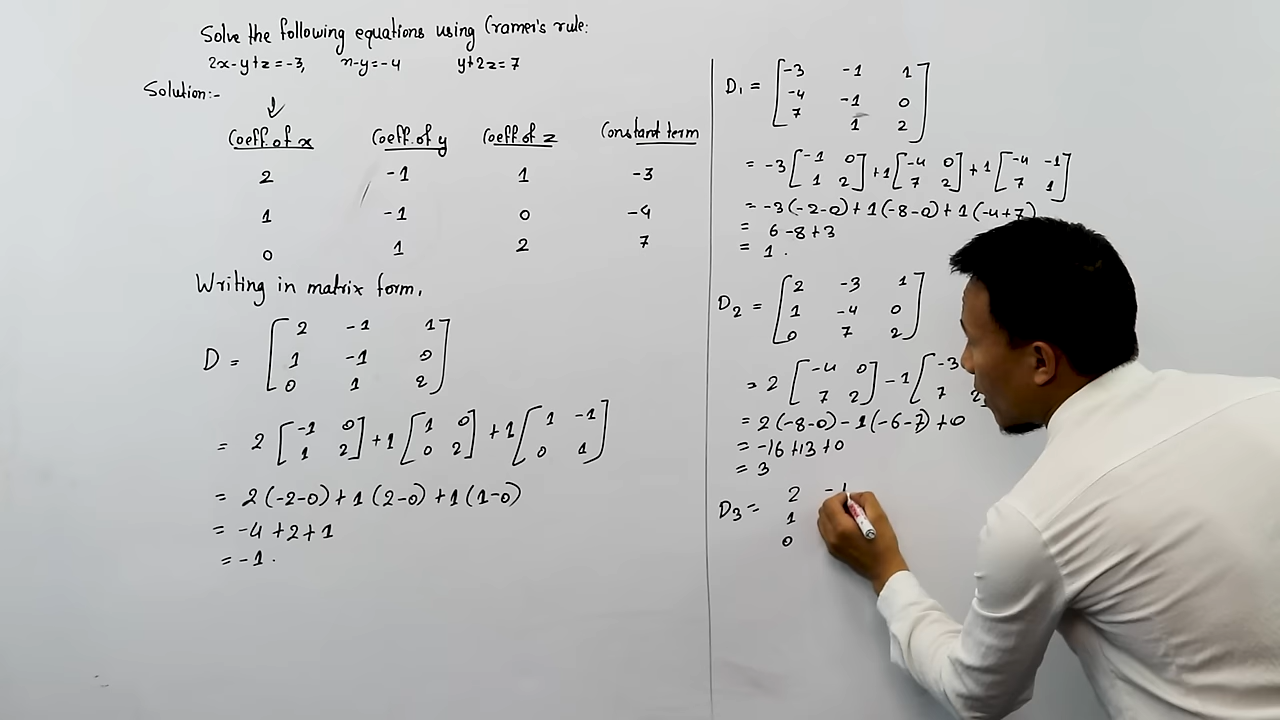 Solve the following equations using Cramer's rule:
2x-y+z=-3, x-y=-4 y+2z=7
Solution:-
Coeff. of x Coeff. of y Coeff. of z Constant term
2 -1 1 -3
1 -1 0 -4
0 1 2 7
Writing in matrix form,
D = [2 -1 1
1 -1 0
0 1 2]
= 2 [-1 0 +1 [1 0 +1 [1 -1
1 2] 0 2] 0 1]
= 2(-2-0)+1(2-0)+1(1-0)
= -4+2+1
= -1.
D1 = [-3 -1 1
-4 -1 0
7 1 2]
= -3 [-1 0 +1 [-4 0 +1 [-4 -1
1 2] 7 2] 7 1]
= -3(-2-0)+1(-8-0)+1(-4+7)
= 6-8+3
= 1.
D2 = [2 -3 1
1 -4 0
0 7 2]
= 2 [-4 0 -1 [-3
7 2] 7 2
= 2(-8-0)-1(-6-7)+0
= -16+13+0
= 3
D3 = 2 -1
1
0